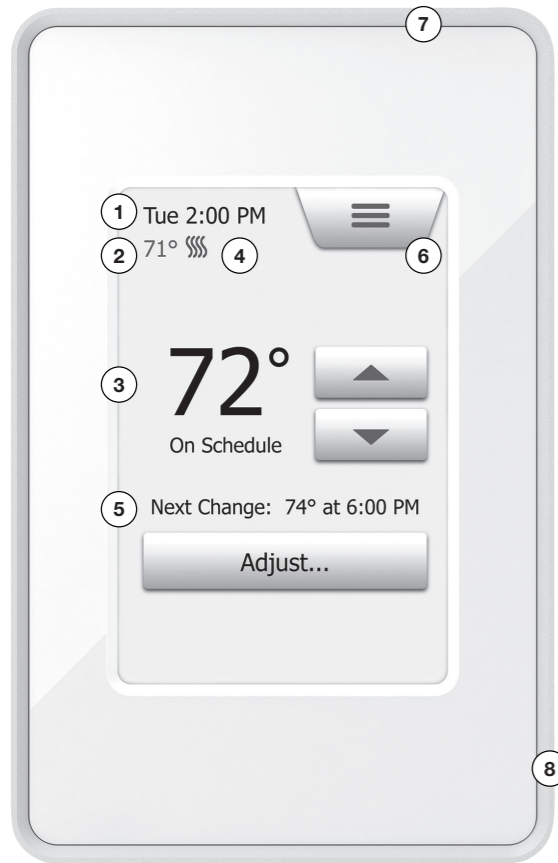 7
1 Tue 2:00 PM
2 71° 4 6
3 72°
On Schedule
5 Next Change: 74° at 6:00 PM
Adjust...
8